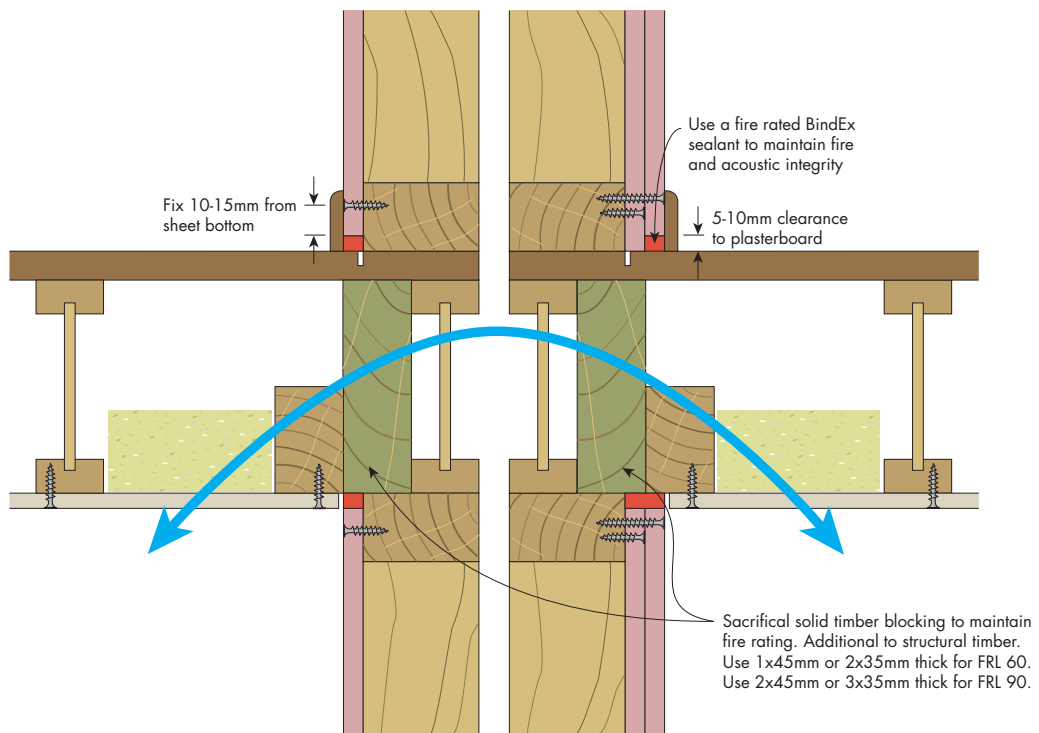 Use a fire rated BindEx
sealant to maintain fire
and acoustic integrity
Fix 10-15mm from
sheet bottom
5-10mm clearance
to plasterboard
Sacrifical solid timber blocking to maintain
fire rating. Additional to structural timber.
Use 1x45mm or 2x35mm thick for FRL 60.
Use 2x45mm or 3x35mm thick for FRL 90.